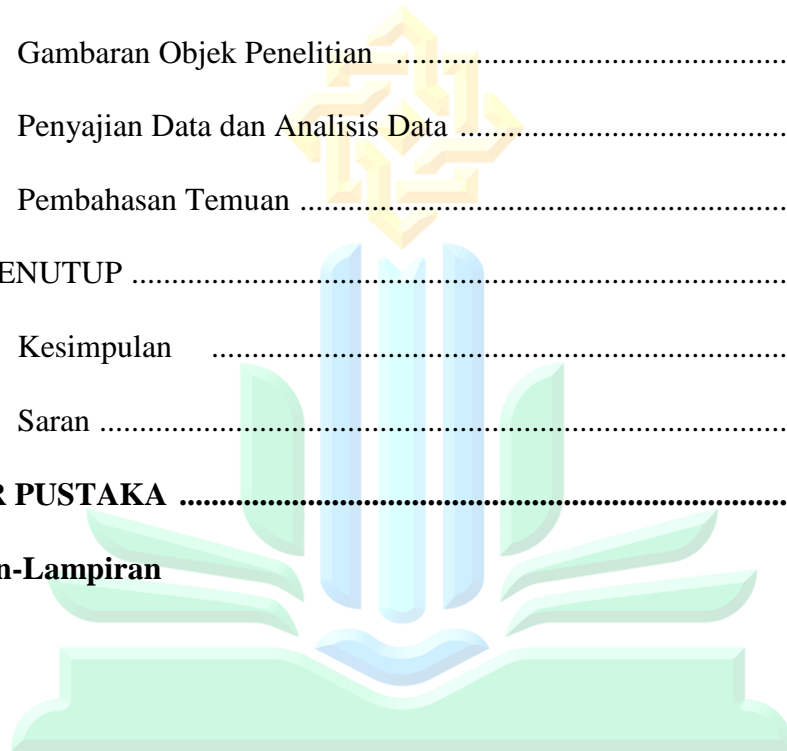 Gambaran Objek Penelitian ................................................
Penyajian Data dan Analisis Data ........................................
Pembahasan Temuan ............................................................
ENUTUP ..................................................................................
Kesimpulan ........................................................................
Saran ....................................................................................
R PUSTAKA ............................................................................
n-Lampiran